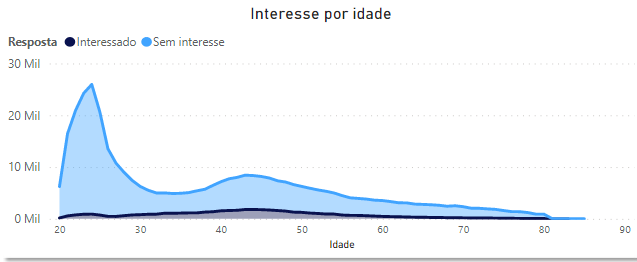 Interesse por idade
Resposta Interessado Sem interesse
30 Mil
20 Mil
10 Mil
0 Mil
20 30 40 50 60 70 80 90
Idade